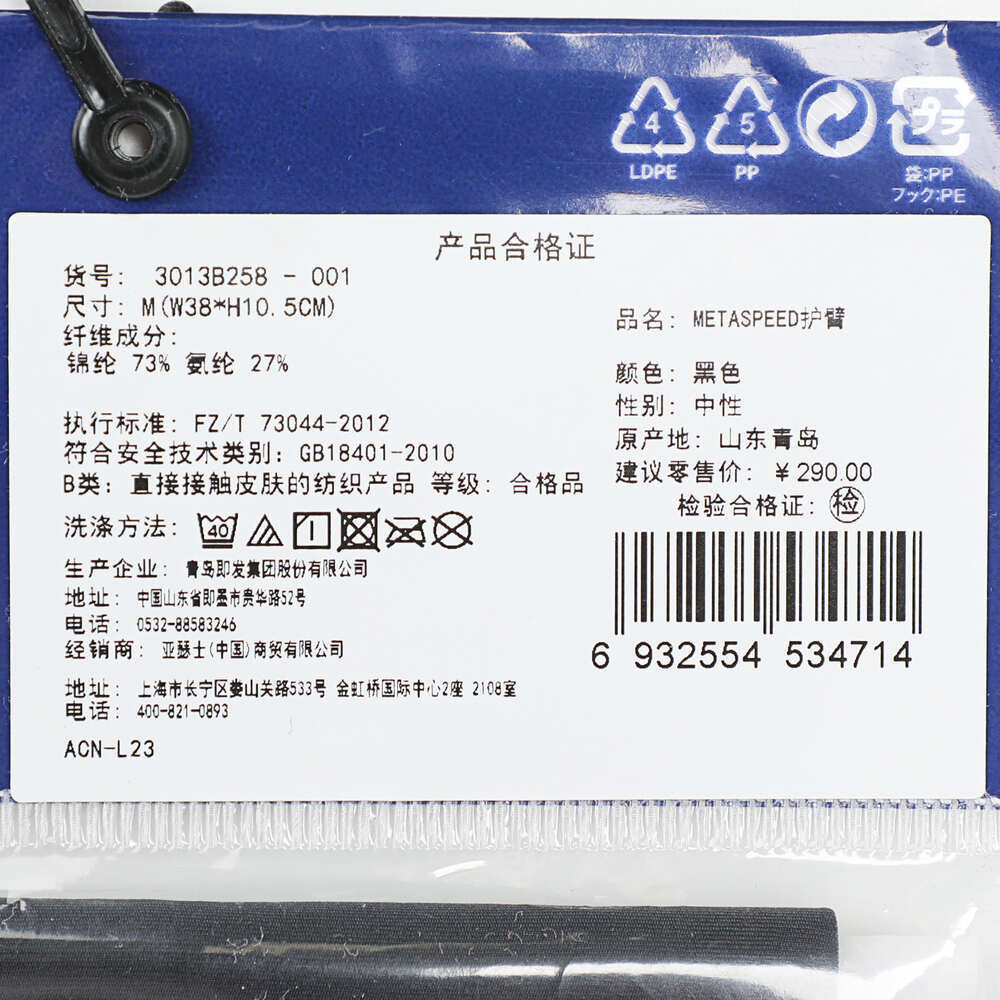 4
LDPE
5
PP
プラ
袋:PP
フック:PE
产品合格证
货号: 3013B258 - 001
尺寸: M(W38*H10.5CM)
纤维成分:
锦纶 73% 氨纶 27%
执行标准: FZ/T 73044-2012
符合安全技术类别: GB18401-2010
B类: 直接接触皮肤的纺织产品 等级: 合格品
洗涤方法:
40
生产企业: 青岛即发集团股份有限公司
地址: 中国山东省即墨市贵华路52号
电话: 0532-88583246
经销商: 亚瑟士(中国)商贸有限公司
地址: 上海市长宁区娄山关路533号 金虹桥国际中心2座 2108室
电话: 400-821-0893
ACN-L23
品名: METASPEED护臂
颜色: 黑色
性别: 中性
原产地: 山东青岛
建议零售价: ¥290.00
检验合格证: 检
6 932554 534714